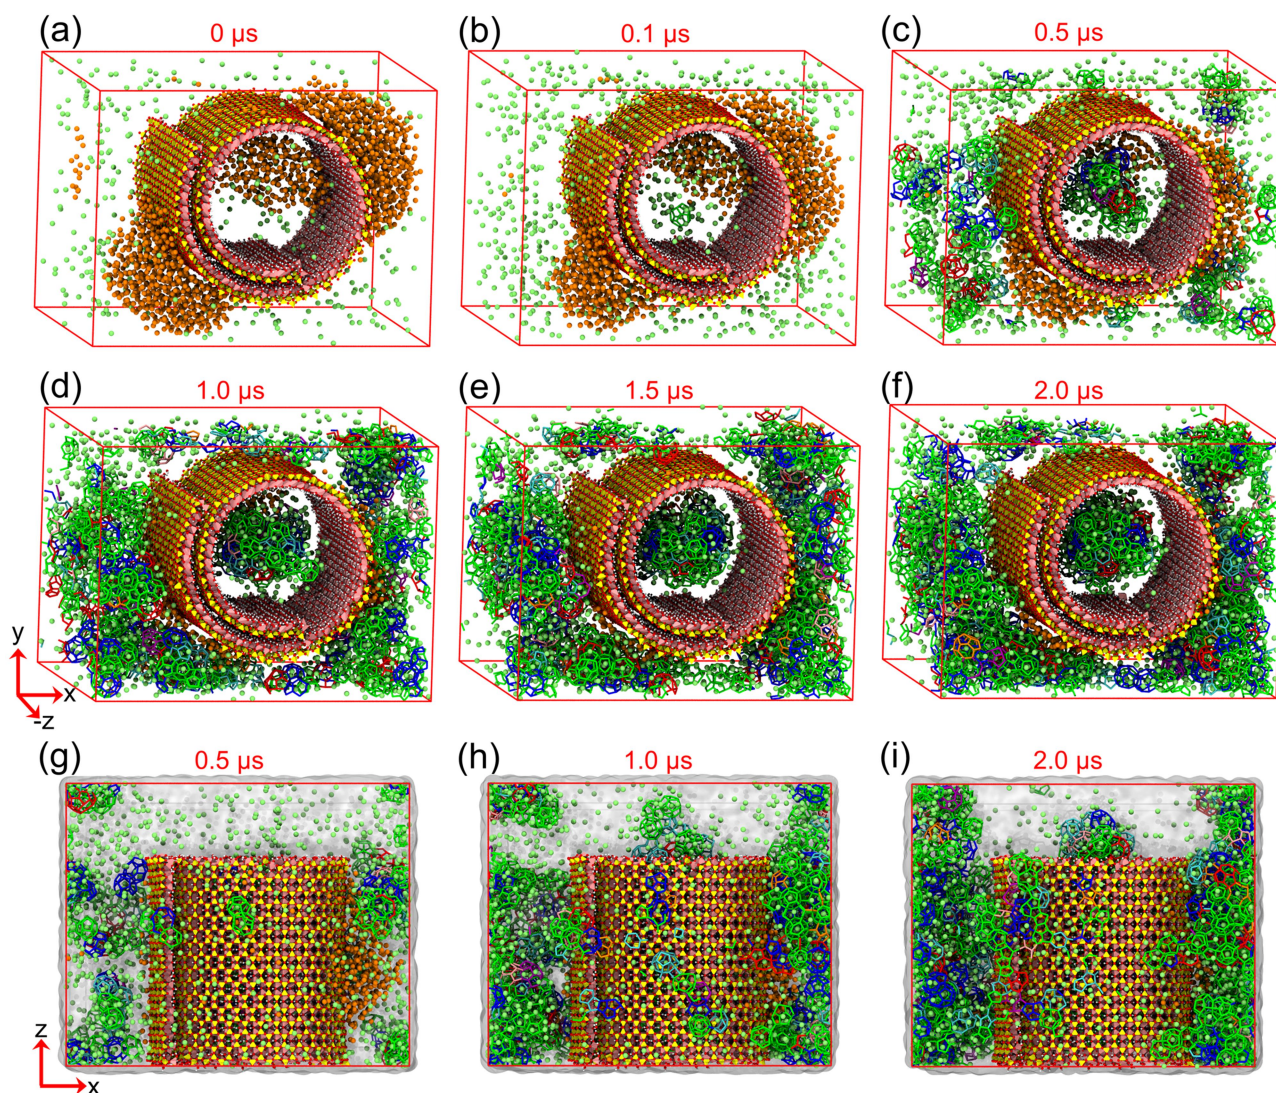 (a) 0 µs
(b) 0.1 µs
(c) 0.5 µs
(d) 1.0 µs
(e) 1.5 µs
(f) 2.0 µs
y
x
-z
(g) 0.5 µs
(h) 1.0 µs
(i) 2.0 µs
z
x